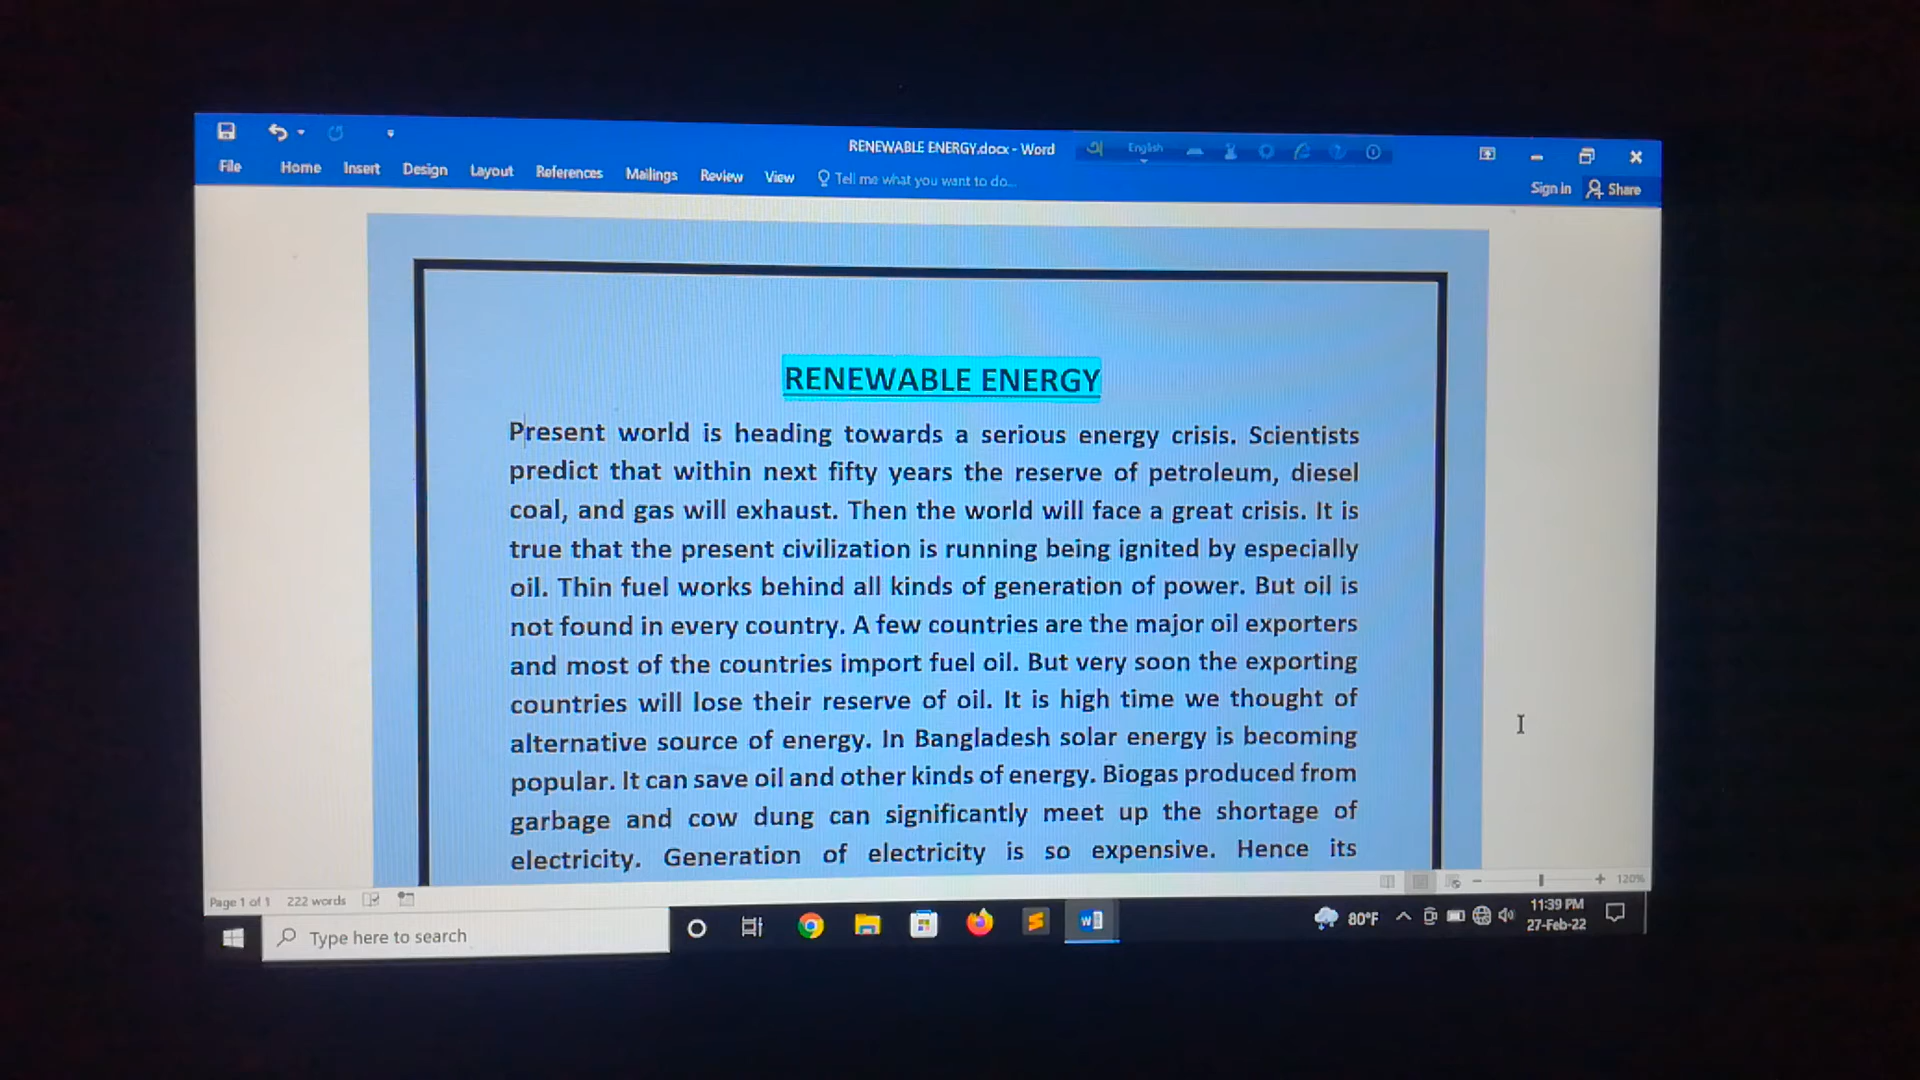 RENEWABLE ENERGY.docx - Word
English
File Home Insert Design Layout References Mailings Review View Tell me what you want to do...
Sign in Share
RENEWABLE ENERGY
Present world is heading towards a serious energy crisis. Scientists
predict that within next fifty years the reserve of petroleum, diesel
coal, and gas will exhaust. Then the world will face a great crisis. It is
true that the present civilization is running being ignited by especially
oil. Thin fuel works behind all kinds of generation of power. But oil is
not found in every country. A few countries are the major oil exporters
and most of the countries import fuel oil. But very soon the exporting
countries will lose their reserve of oil. It is high time we thought of
alternative source of energy. In Bangladesh solar energy is becoming
popular. It can save oil and other kinds of energy. Biogas produced from
garbage and cow dung can significantly meet up the shortage of
electricity. Generation of electricity is so expensive. Hence its
Page 1 of 1 222 words
120%
Type here to search
80°F
11:39 PM
27-Feb-22